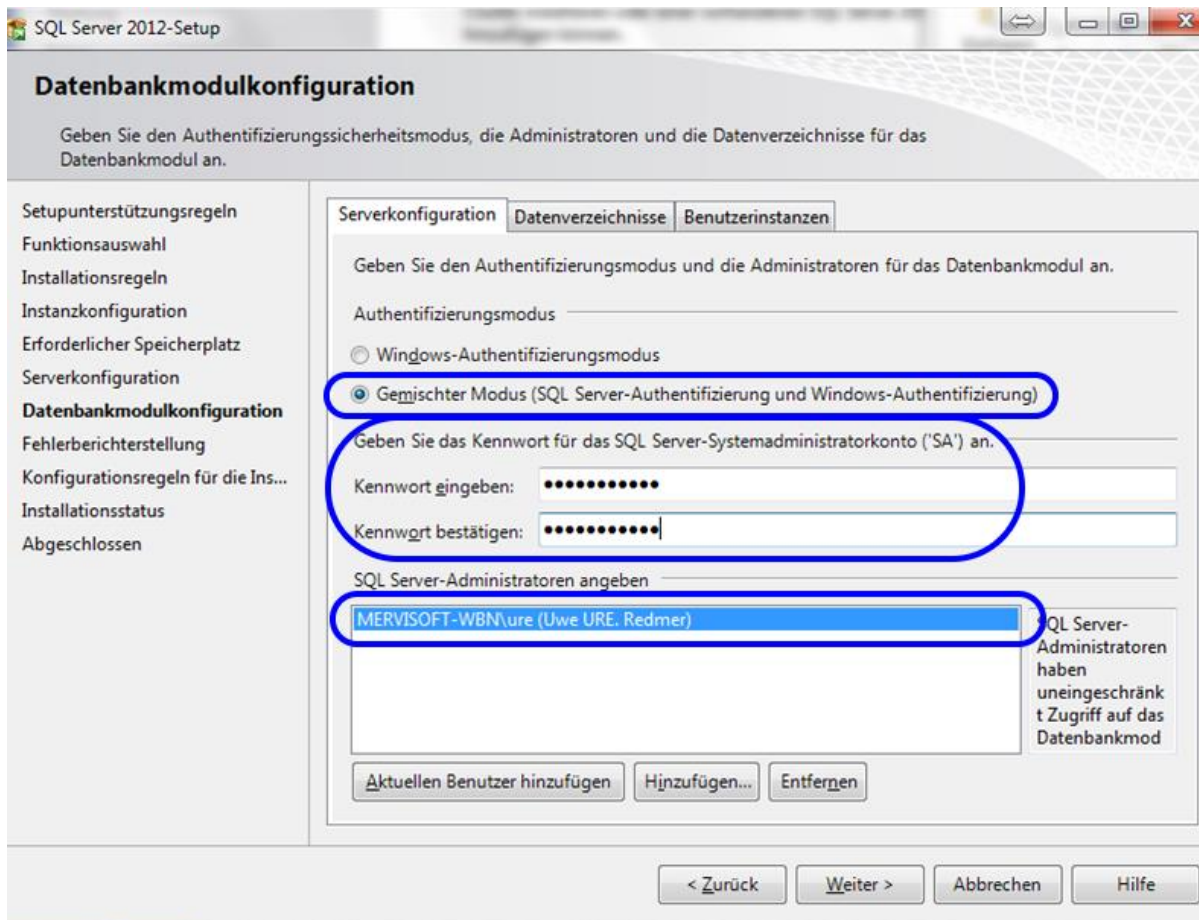 SQL Server 2012-Setup
Datenbankmodulkonfiguration
Geben Sie den Authentifizierungssicherheitsmodus, die Administratoren und die Datenverzeichnisse für das
Datenbankmodul an.
Setupunterstützungsregeln
Funktionsauswahl
Installationsregeln
Instanzkonfiguration
Erforderlicher Speicherplatz
Serverkonfiguration
Datenbankmodulkonfiguration
Fehlerberichterstellung
Konfigurationsregeln für die Ins...
Installationsstatus
Abgeschlossen
Serverkonfiguration
Datenverzeichnisse
Benutzerinstanzen
Geben Sie den Authentifizierungsmodus und die Administratoren für das Datenbankmodul an.
Authentifizierungsmodus
Windows-Authentifizierungsmodus
Gemischter Modus (SQL Server-Authentifizierung und Windows-Authentifizierung)
Geben Sie das Kennwort für das SQL Server-Systemadministratorkonto ('SA') an.
Kennwort eingeben: ●●●●●●●●●●●
Kennwort bestätigen: ●●●●●●●●●●●
SQL Server-Administratoren angeben
MERVISOFT-WBN\ure (Uwe URE. Redmer)
SQL Server-
Administratoren
haben
uneingeschränk
t Zugriff auf das
Datenbankmod
Aktuellen Benutzer hinzufügen
Hinzufügen...
Entfernen
< Zurück
Weiter >
Abbrechen
Hilfe